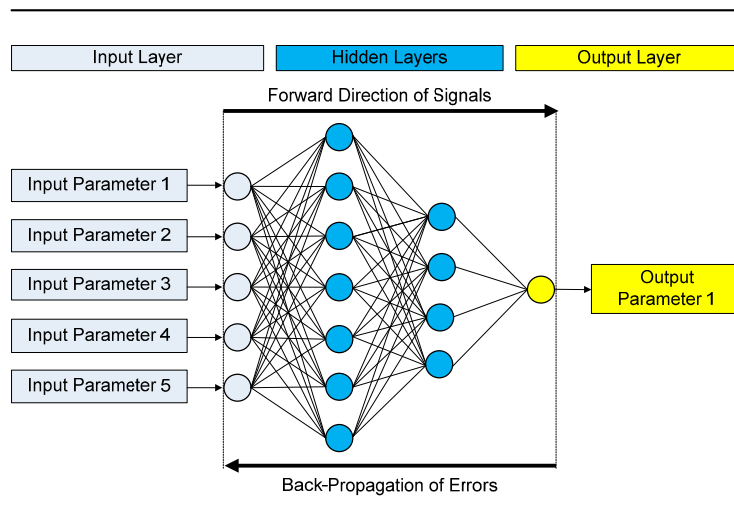 Input Layer
Hidden Layers
Output Layer
Forward Direction of Signals
Input Parameter 1
Input Parameter 2
Input Parameter 3
Input Parameter 4
Input Parameter 5
Output
Parameter 1
Back-Propagation of Errors